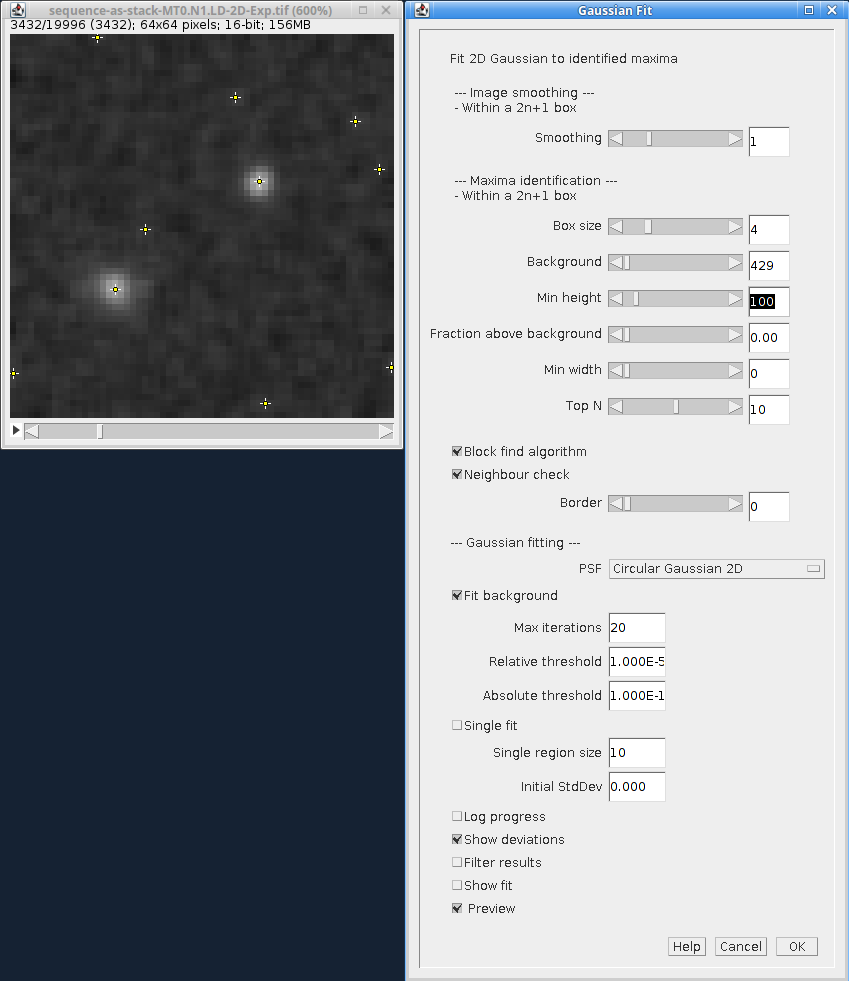 sequence-as-stack-MT0.N1.LD-2D-Exp.tif (600%)
3432/19996 (3432); 64x64 pixels; 16-bit; 156MB
Gaussian Fit
Fit 2D Gaussian to identified maxima
--- Image smoothing ---
- Within a 2n+1 box
Smoothing 1
--- Maxima identification ---
- Within a 2n+1 box
Box size 4
Background 429
Min height 100
Fraction above background 0.00
Min width 0
Top N 10
Block find algorithm
Neighbour check
Border 0
--- Gaussian fitting ---
PSF Circular Gaussian 2D
Fit background
Max iterations 20
Relative threshold 1.000E-5
Absolute threshold 1.000E-1
Single fit
Single region size 10
Initial StdDev 0.000
Log progress
Show deviations
Filter results
Show fit
Preview
Help Cancel OK